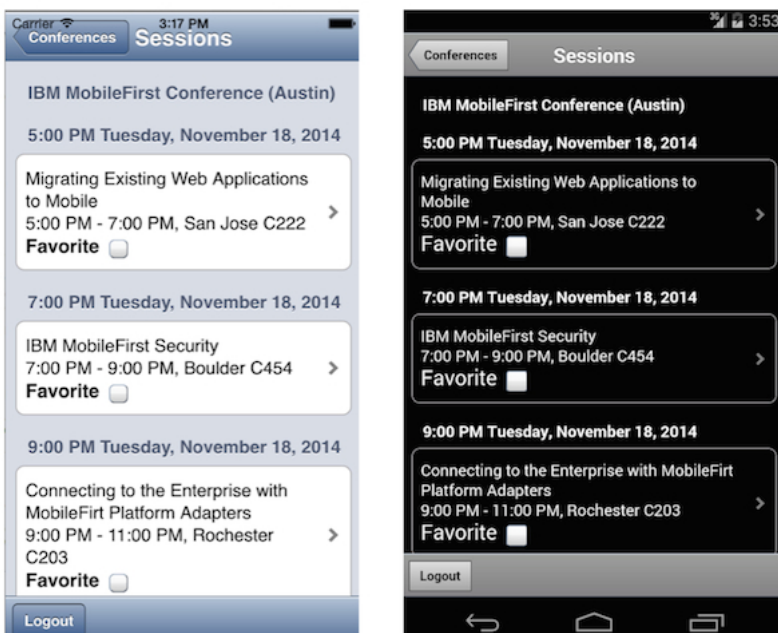 Carrier 3:17 PM
Conferences Sessions
IBM MobileFirst Conference (Austin)
5:00 PM Tuesday, November 18, 2014
Migrating Existing Web Applications
to Mobile
5:00 PM - 7:00 PM, San Jose C222
Favorite
7:00 PM Tuesday, November 18, 2014
IBM MobileFirst Security
7:00 PM - 9:00 PM, Boulder C454
Favorite
9:00 PM Tuesday, November 18, 2014
Connecting to the Enterprise with
MobileFirt Platform Adapters
9:00 PM - 11:00 PM, Rochester
C203
Favorite
Logout
3G 3:53
Conferences Sessions
IBM MobileFirst Conference (Austin)
5:00 PM Tuesday, November 18, 2014
Migrating Existing Web Applications to
Mobile
5:00 PM - 7:00 PM, San Jose C222
Favorite
7:00 PM Tuesday, November 18, 2014
IBM MobileFirst Security
7:00 PM - 9:00 PM, Boulder C454
Favorite
9:00 PM Tuesday, November 18, 2014
Connecting to the Enterprise with MobileFirt
Platform Adapters
9:00 PM - 11:00 PM, Rochester C203
Favorite
Logout